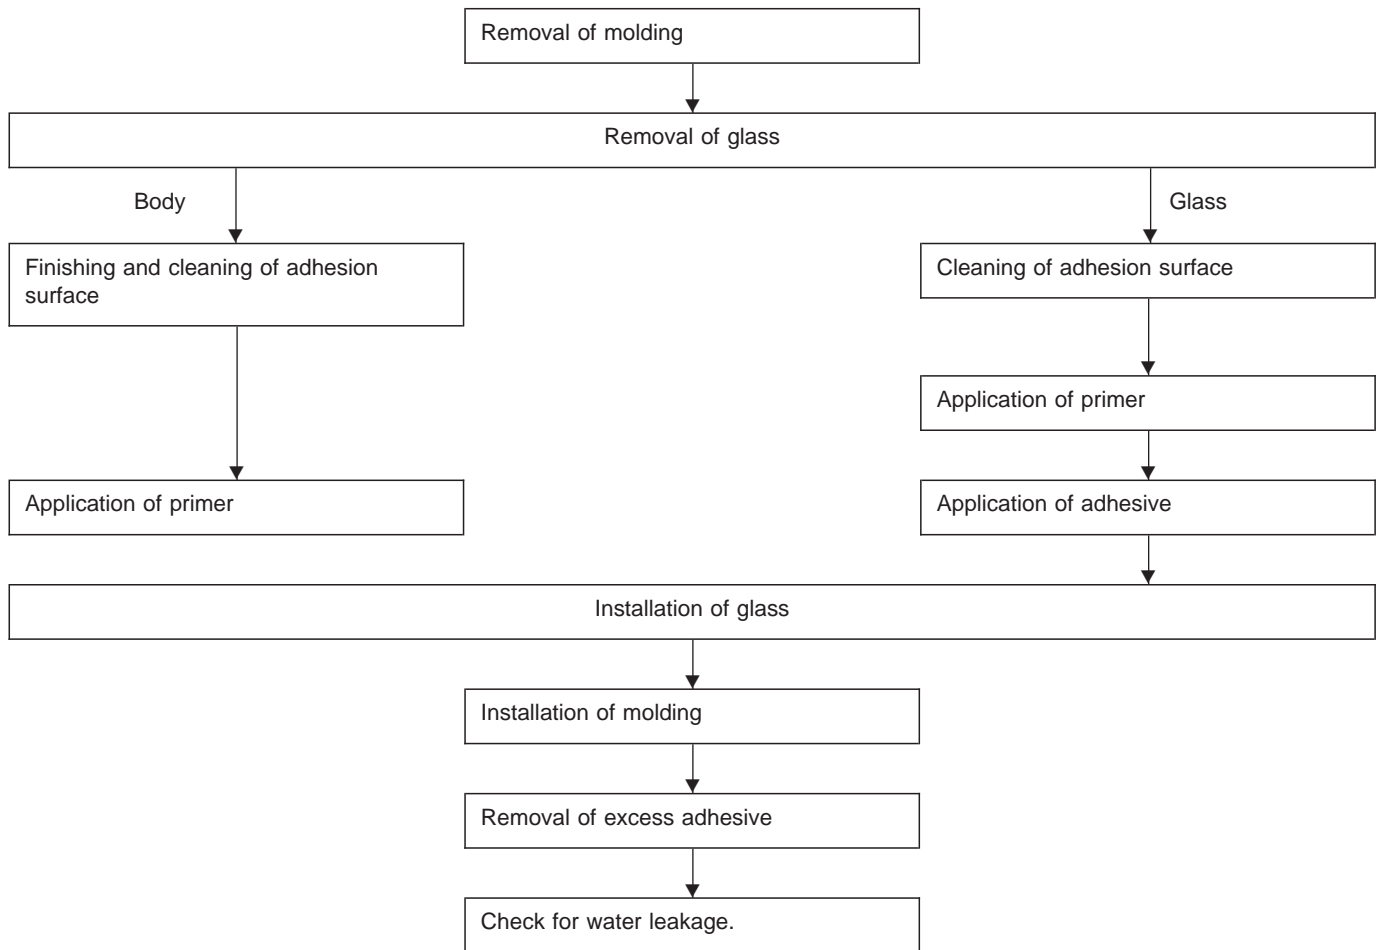 Removal of molding
Removal of glass
Body
Glass
Finishing and cleaning of adhesion
surface
Cleaning of adhesion surface
Application of primer
Application of primer
Application of adhesive
Installation of glass
Installation of molding
Removal of excess adhesive
Check for water leakage.